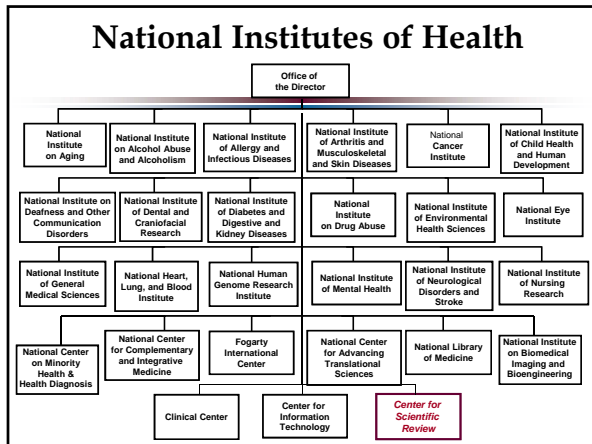 National Institutes of Health
Office of
the Director
National
Institute
on Aging
National Institute
on Alcohol Abuse
and Alcoholism
National Institute
of Allergy and
Infectious Diseases
National Institute
of Arthritis and
Musculoskeletal
and Skin Diseases
National
Cancer
Institute
National Institute
of Child Health
and Human
Development
National Institute on
Deafness and Other
Communication
Disorders
National Institute
of Dental and
Craniofacial
Research
National Institute
of Diabetes and
Digestive and
Kidney Diseases
National
Institute
on Drug Abuse
National Institute
of Environmental
Health Sciences
National Eye
Institute
National Institute
of General
Medical Sciences
National Heart,
Lung, and Blood
Institute
National Human
Genome Research
Institute
National Institute
of Mental Health
National Institute
of Neurological
Disorders and
Stroke
National Institute
of Nursing
Research
National Center
on Minority
Health &
Health Diagnosis
National Center
for Complementary
and Integrative
Medicine
Fogarty
International
Center
National Center
for Advancing
Translational
Sciences
National Library
of Medicine
National Institute
on Biomedical
Imaging and
Bioengineering
Clinical Center
Center for
Information
Technology
Center for
Scientific
Review